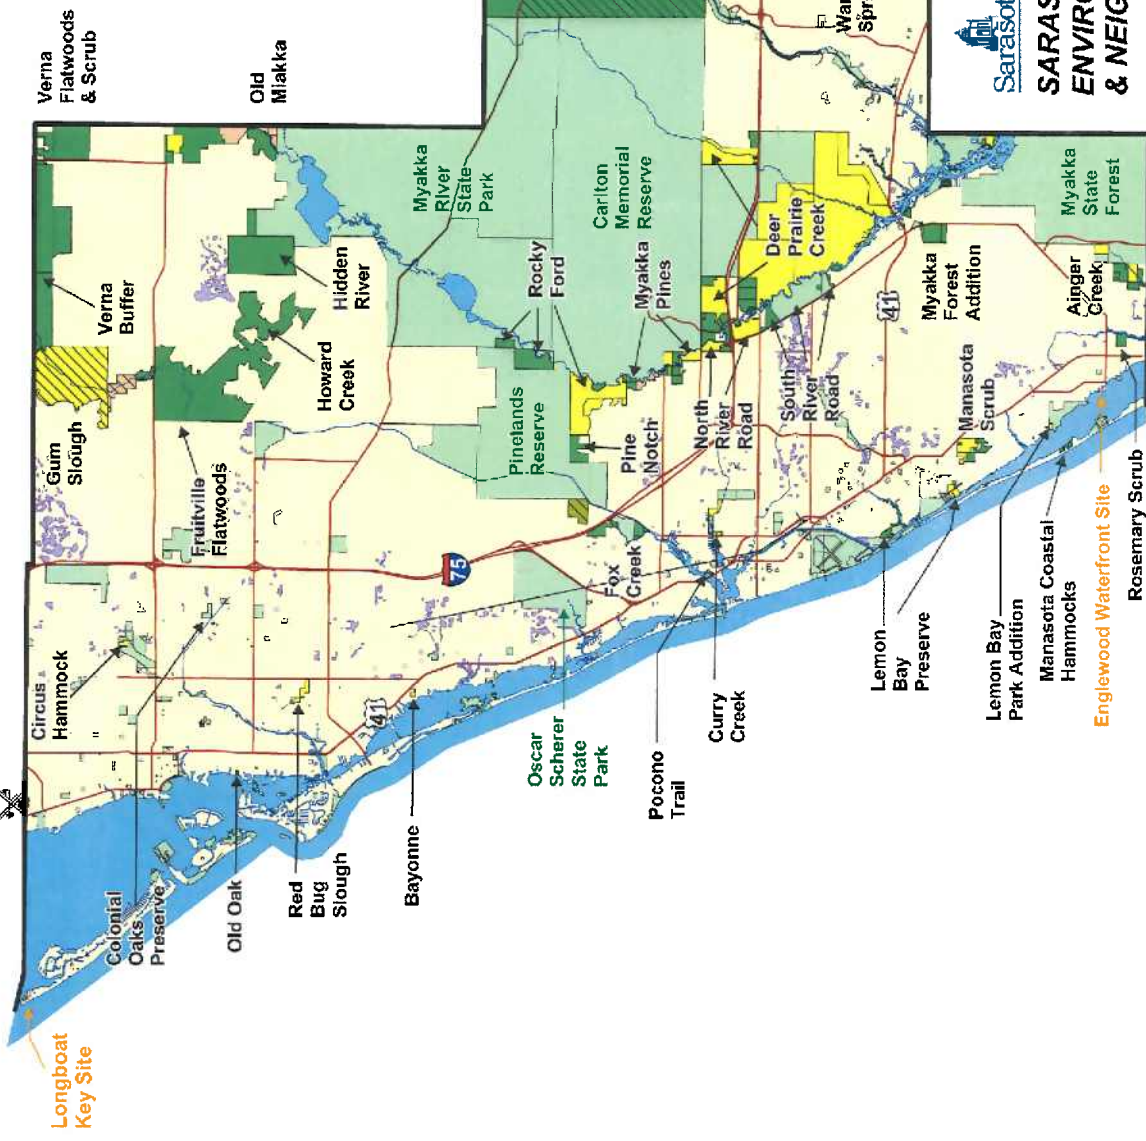 Verna
Flatwoods
& Scrub
Old
Miakka
Verna
Buffer
Gum
Slough
Hidden
River
Howard
Creek
Fruitville
Flatwoods
Circus
Hammock
Myakka
River
State
Park
Carlton
Memorial
Reserve
Rocky
Ford
Myakka
Pines
Deer
Prairie
Creek
Pinelands
Reserve
Pine
Notch
North
River
Road
South
River
Road
41
Myakka
Forest
Addition
Myakka
State
Forest
Ainger
Creek
Manasota
Scrub
75
Fox
Creek
41
Oscar
Scherer
State
Park
Pocono
Trail
Curry
Creek
Lemon
Bay
Preserve
Lemon Bay
Park Addition
Manasota Coastal
Hammocks
Englewood Waterfront Site
Rosemary Scrub
Colonial
Oaks
Preserve
Old Oak
Red
Bug
Slough
Bayonne
Longboat
Key Site
War
Spr
Sarasot
SARAS
ENVIRO
& NEIG